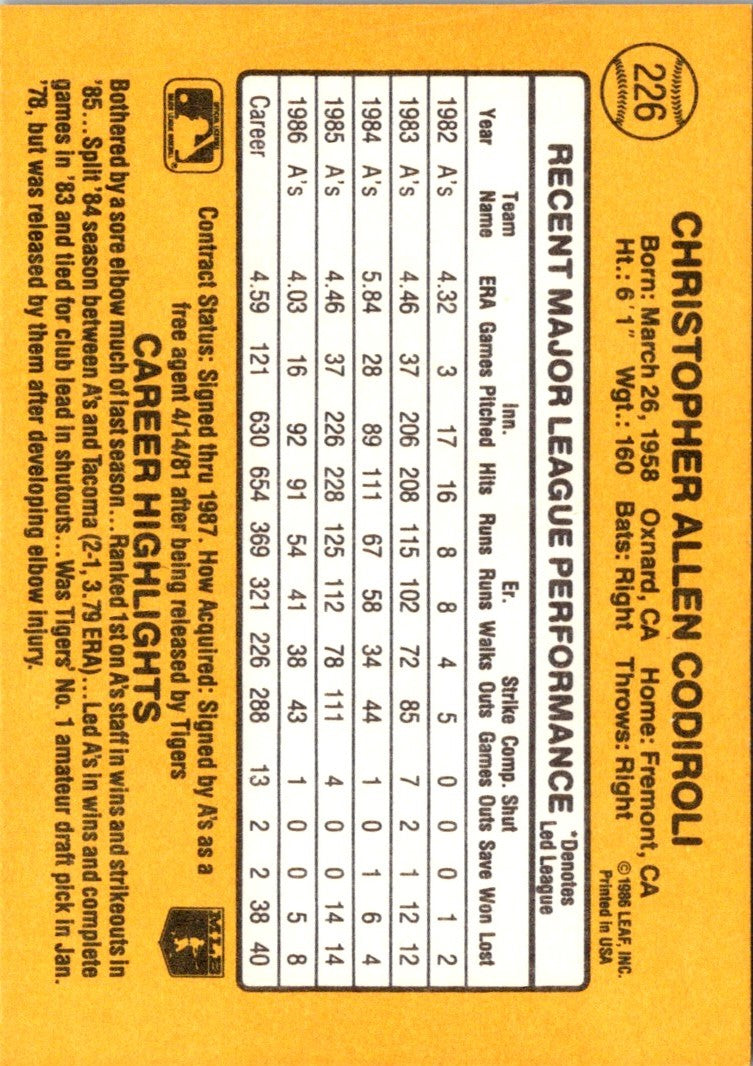 226
CHRISTOPHER ALLEN CODIROLI
Born: March 26, 1958 Oxnard, CA Home: Fremont, CA
Ht.: 6'1" Wgt.: 160 Bats: Right Throws: Right
©1986 LEAF, INC.
Printed in USA
RECENT MAJOR LEAGUE PERFORMANCE
*Denotes
Led League
Team Inn. Er. Strike Comp. Shut
Year Name ERA Games Pitched Hits Runs Runs Walks Outs Games Outs Save Won Lost
1982 A's 4.32 3 17 16 8 8 4 5 0 0 0 1 2
1983 A's 4.46 37 206 208 115 102 72 85 7 2 1 12 12
1984 A's 5.84 28 89 111 67 58 34 44 1 0 1 6 4
1985 A's 4.46 37 226 228 125 112 78 111 4 0 0 14 14
1986 A's 4.03 16 92 91 54 41 38 43 1 0 0 5 8
Career 4.59 121 630 654 369 321 226 288 13 2 2 38 40
Contract Status: Signed thru 1987. How Acquired: Signed by A's as a
free agent 4/14/81 after being released by Tigers
MLB
CAREER HIGHLIGHTS
Bothered by a sore elbow much of last season...Ranked 1st on A's staff in wins and strikeouts in
'85...Split '84 season between A's and Tacoma (2-1, 3.79 ERA)...Led A's in wins and complete
games in '83 and tied for club lead in shutouts...Was Tigers' No. 1 amateur draft pick in Jan.
'78, but was released by them after developing elbow injury.